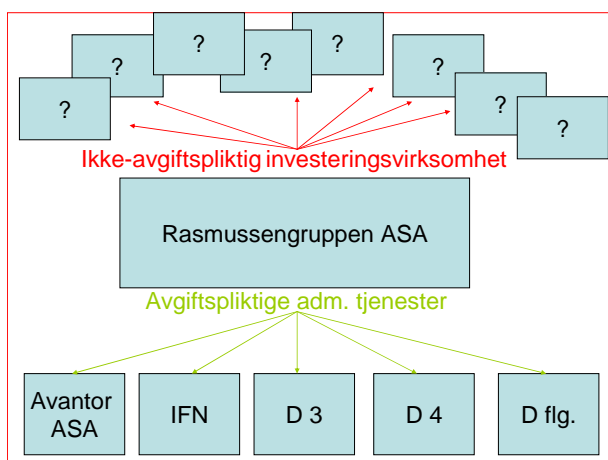 ?
?
?
?
?
?
?
?
Ikke-avgiftspliktig investeringsvirksomhet
Rasmussengruppen ASA
Avgiftspliktige adm. tjenester
Avantor
ASA
IFN
D 3
D 4
D flg.